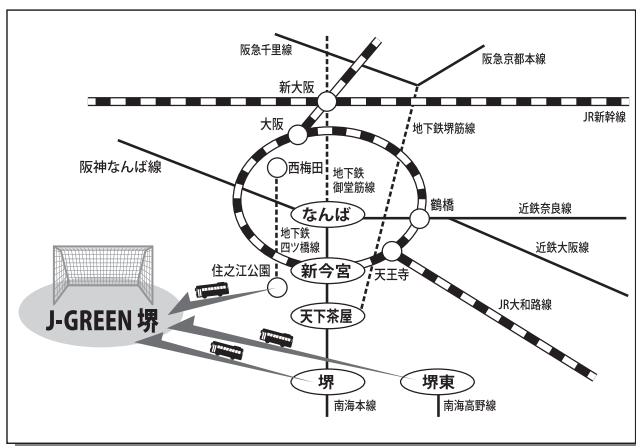 阪急千里線
阪急京都本線
新大阪
JR新幹線
大阪
地下鉄堺筋線
阪神なんば線
西梅田
地下鉄
御堂筋線
鶴橋
なんば
近鉄奈良線
地下鉄
四ツ橋線
近鉄大阪線
住之江公園
新今宮
天王寺
JR大和路線
J-GREEN 堺
天下茶屋
堺
堺東
南海本線
南海高野線